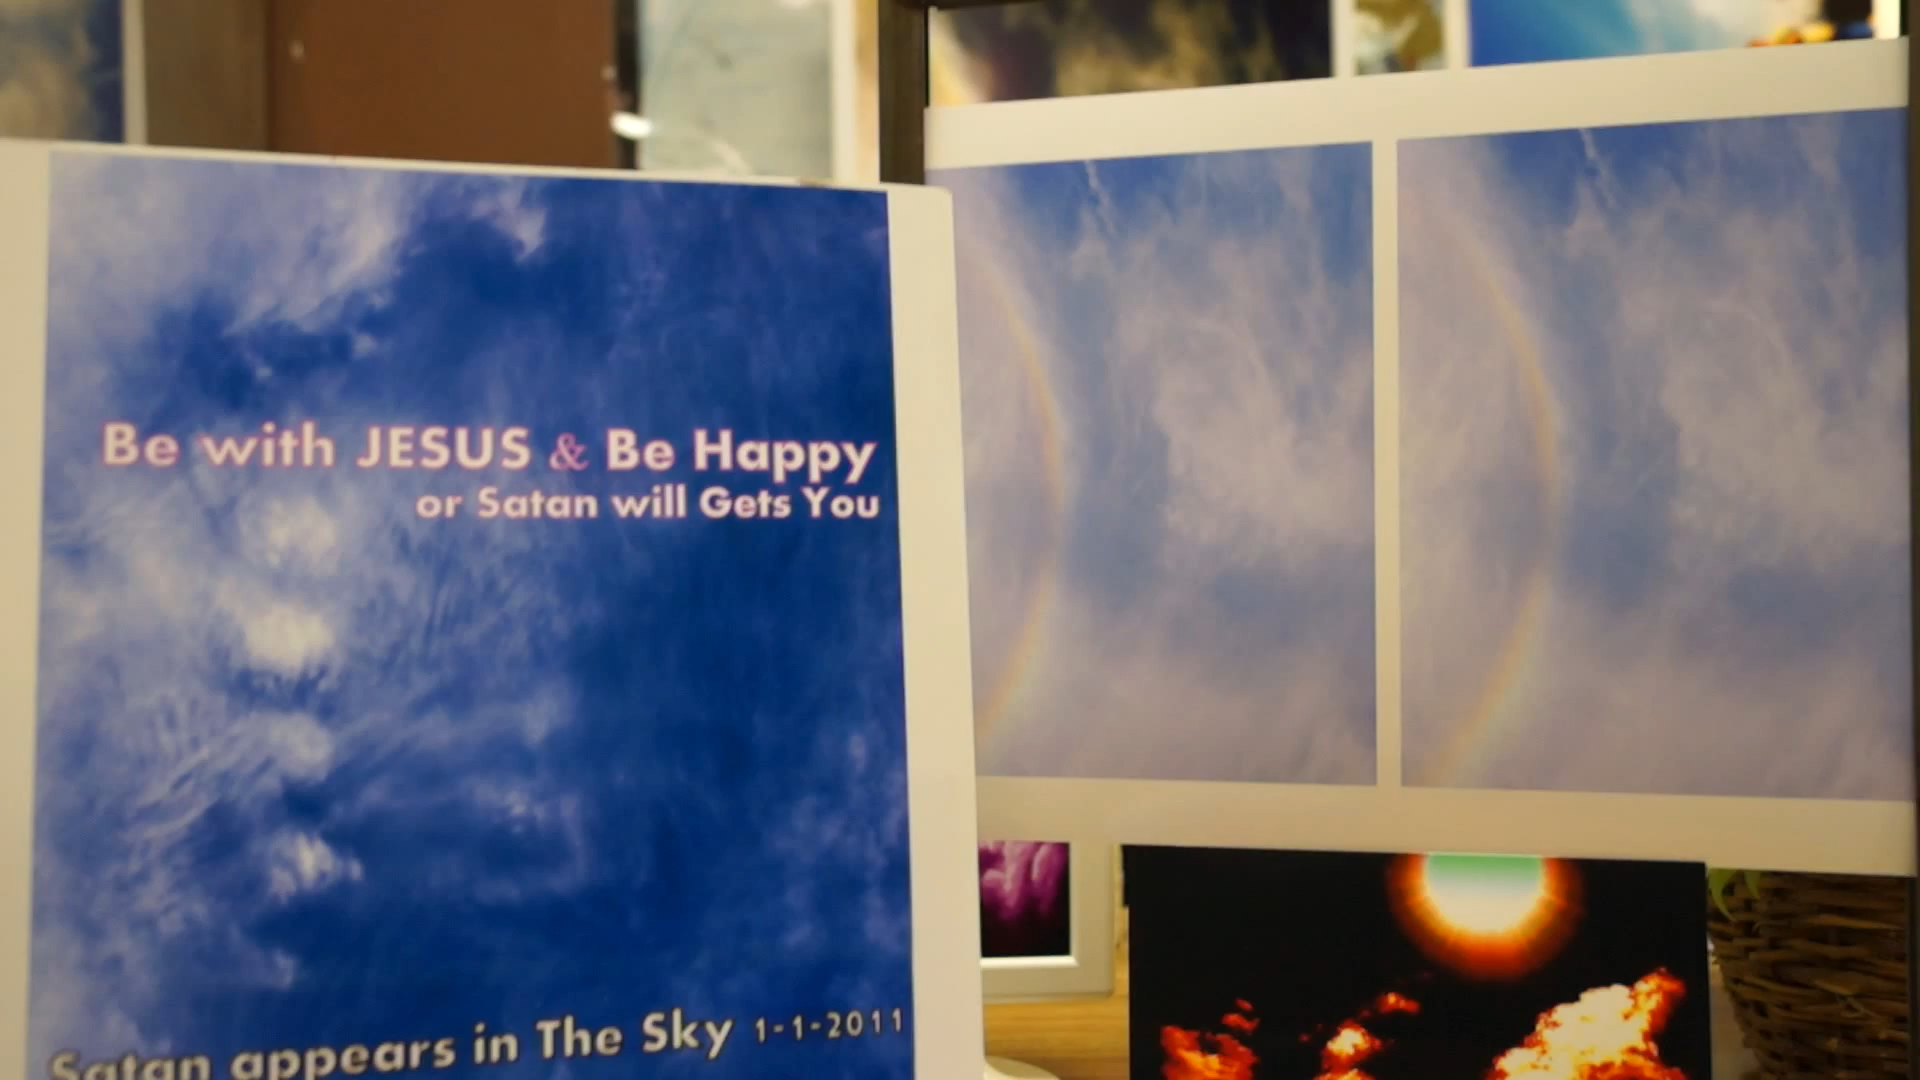 Be with JESUS & Be Happy
or Satan will Gets You
Satan appears in The Sky 1-1-2011